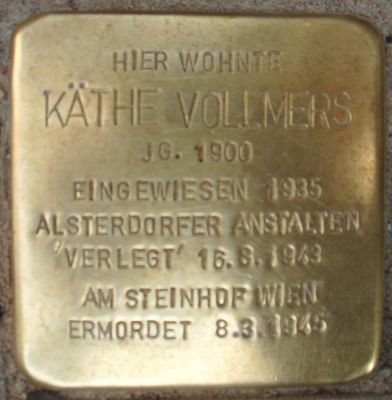 HIER WOHNTE
KÄTHE VOLLMERS
JG. 1900
EINGEWIESEN 1935
ALSTERDORFER ANSTALTEN
'VERLEGT' 16.8.1943
AM STEINHOF WIEN
ERMORDET 8.3.1945